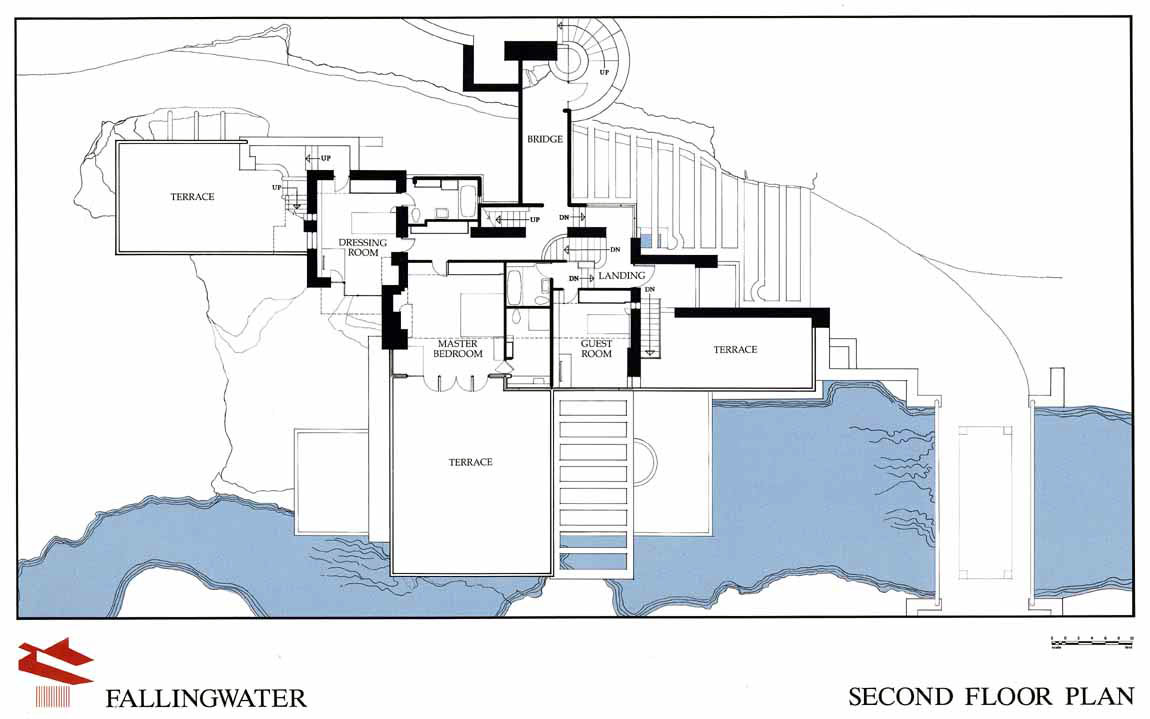 UP
BRIDGE
UP
TERRACE
UP
UP
DN
DRESSING
ROOM
DN
LANDING
DN
DN
MASTER
BEDROOM
GUEST
ROOM
TERRACE
TERRACE
FALLINGWATER
SECOND FLOOR PLAN